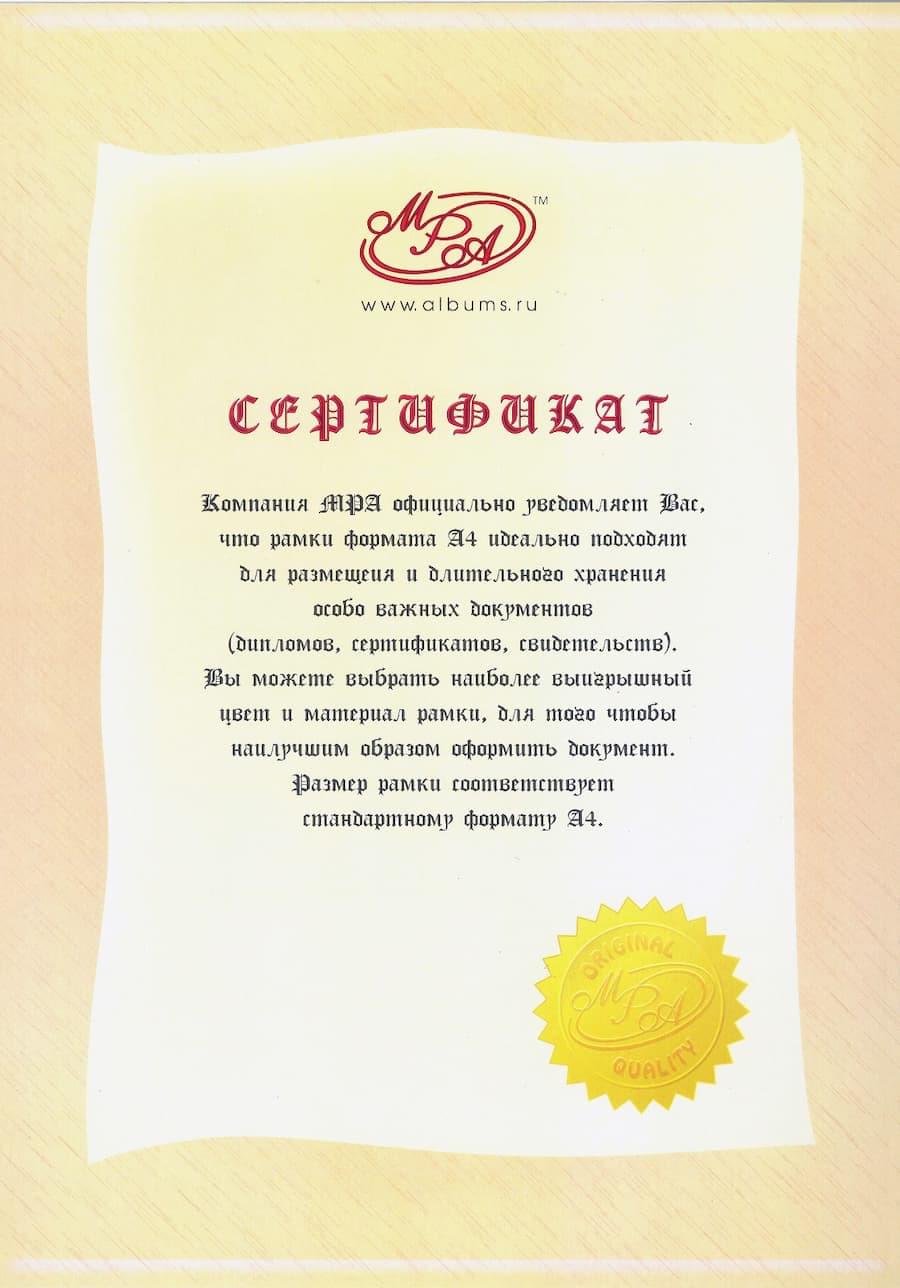 МРА
TM
www.albums.ru
СЕРТИФИКАТ
Компания МРА официально уведомляет Вас,
что рамки формата А4 идеально подходят
для размещеия и длительного хранения
особо важных документов
(дипломов, сертификатов, свидетельств).
Вы можете выбрать наиболее выигрышный
цвет и материал рамки, для того чтобы
наилучшим образом оформить документ.
Размер рамки соответствует
стандартному формату А4.
ORIGINAL
МРА
QUALITY